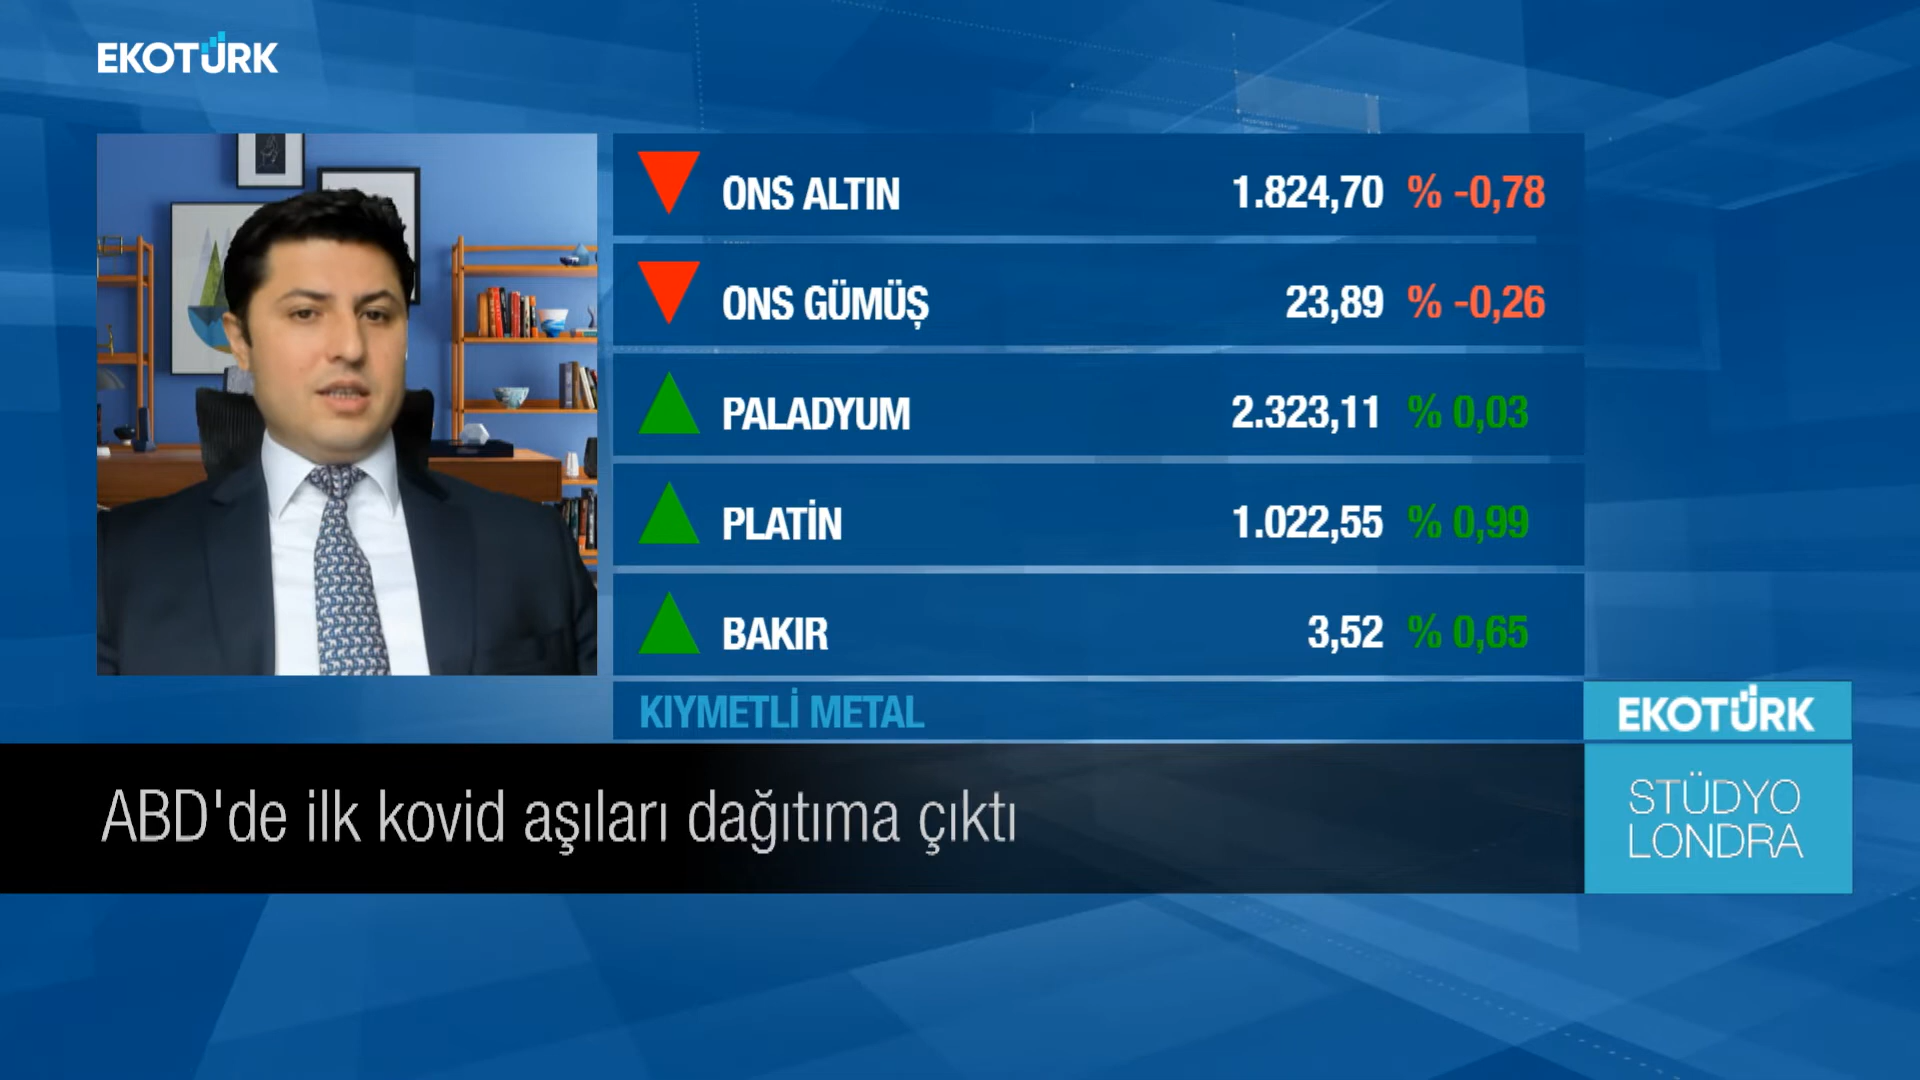 EKOTÜRK
ONS ALTIN 1.824,70 % -0,78
ONS GÜMÜŞ 23,89 % -0,26
PALADYUM 2.323,11 % 0,03
PLATİN 1.022,55 % 0,99
BAKIR 3,52 % 0,65
KIYMETLİ METAL
EKOTÜRK
ABD'de ilk kovid aşıları dağıtıma çıktı
STÜDYO
LONDRA